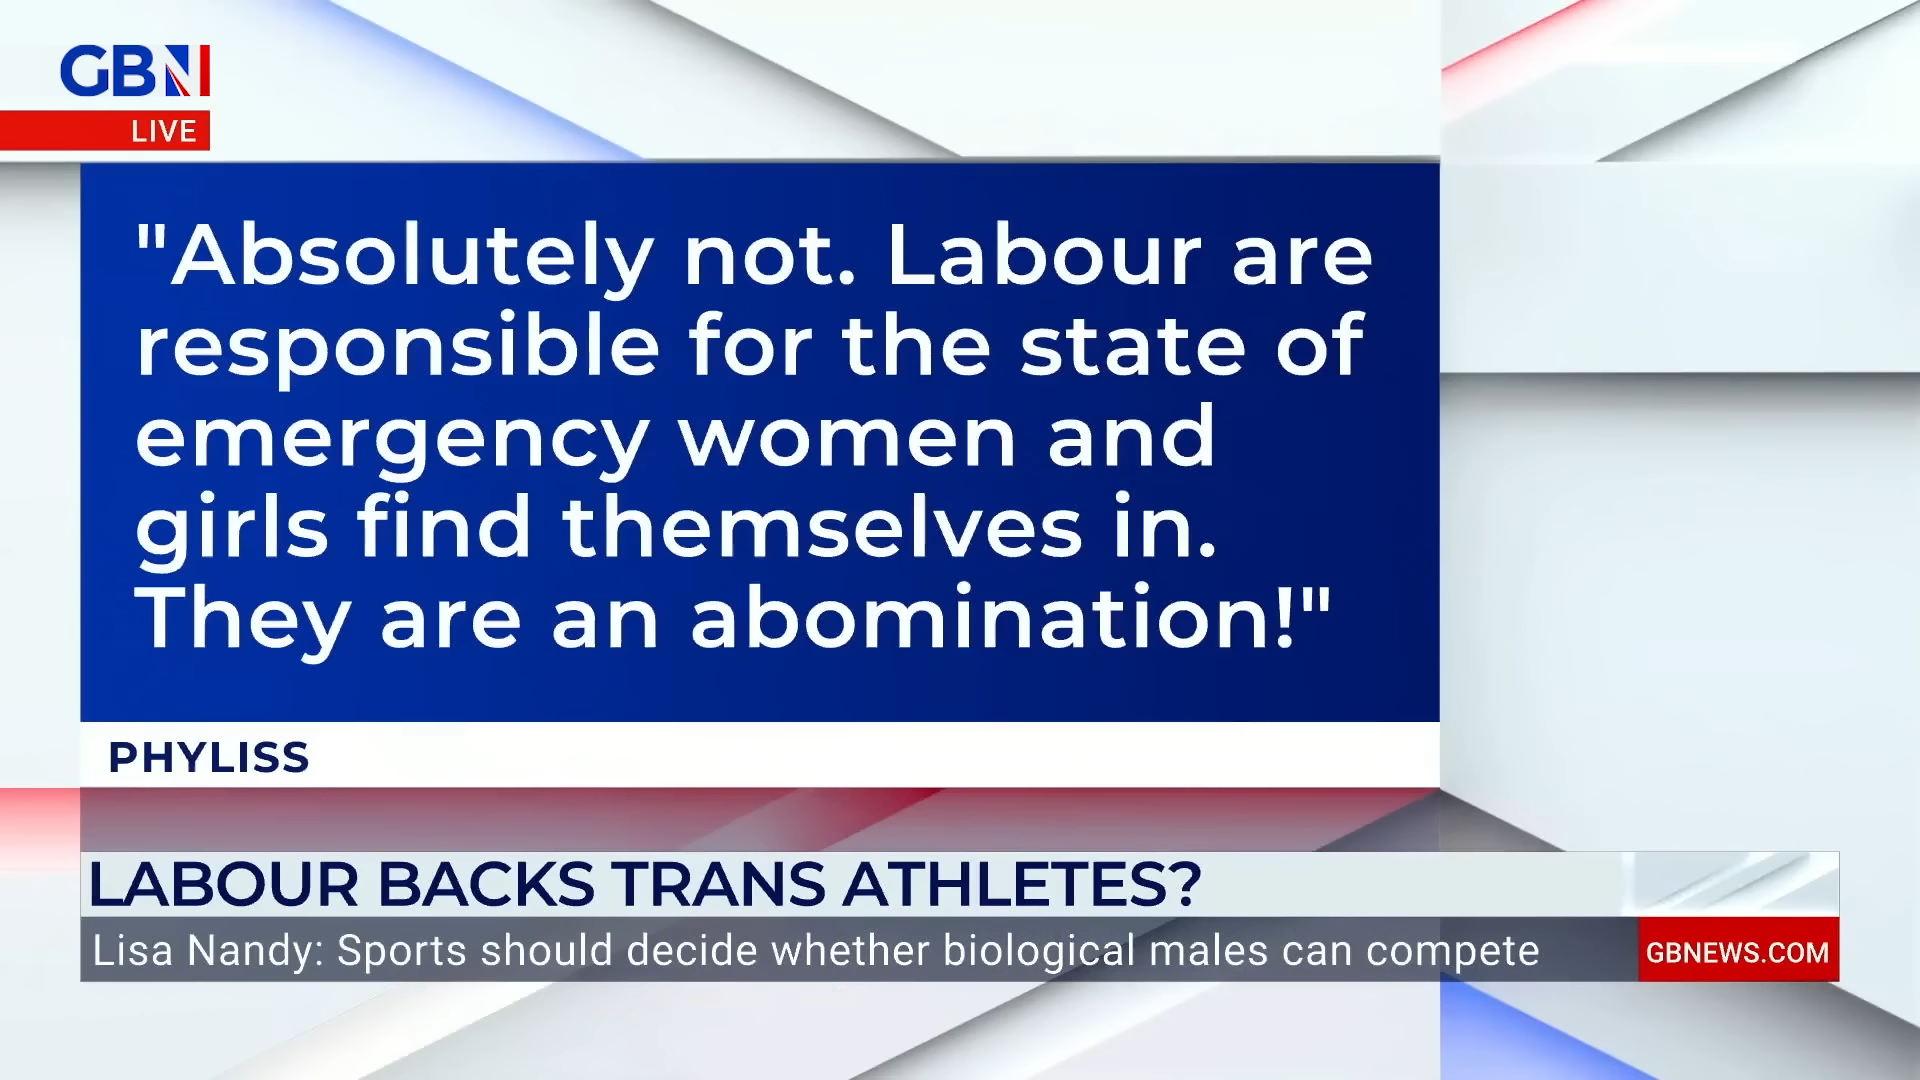 GBN
LIVE
"Absolutely not. Labour are
responsible for the state of
emergency women and
girls find themselves in.
They are an abomination!"
PHYLISS
LABOUR BACKS TRANS ATHLETES?
Lisa Nandy: Sports should decide whether biological males can compete
GBNEWS.COM